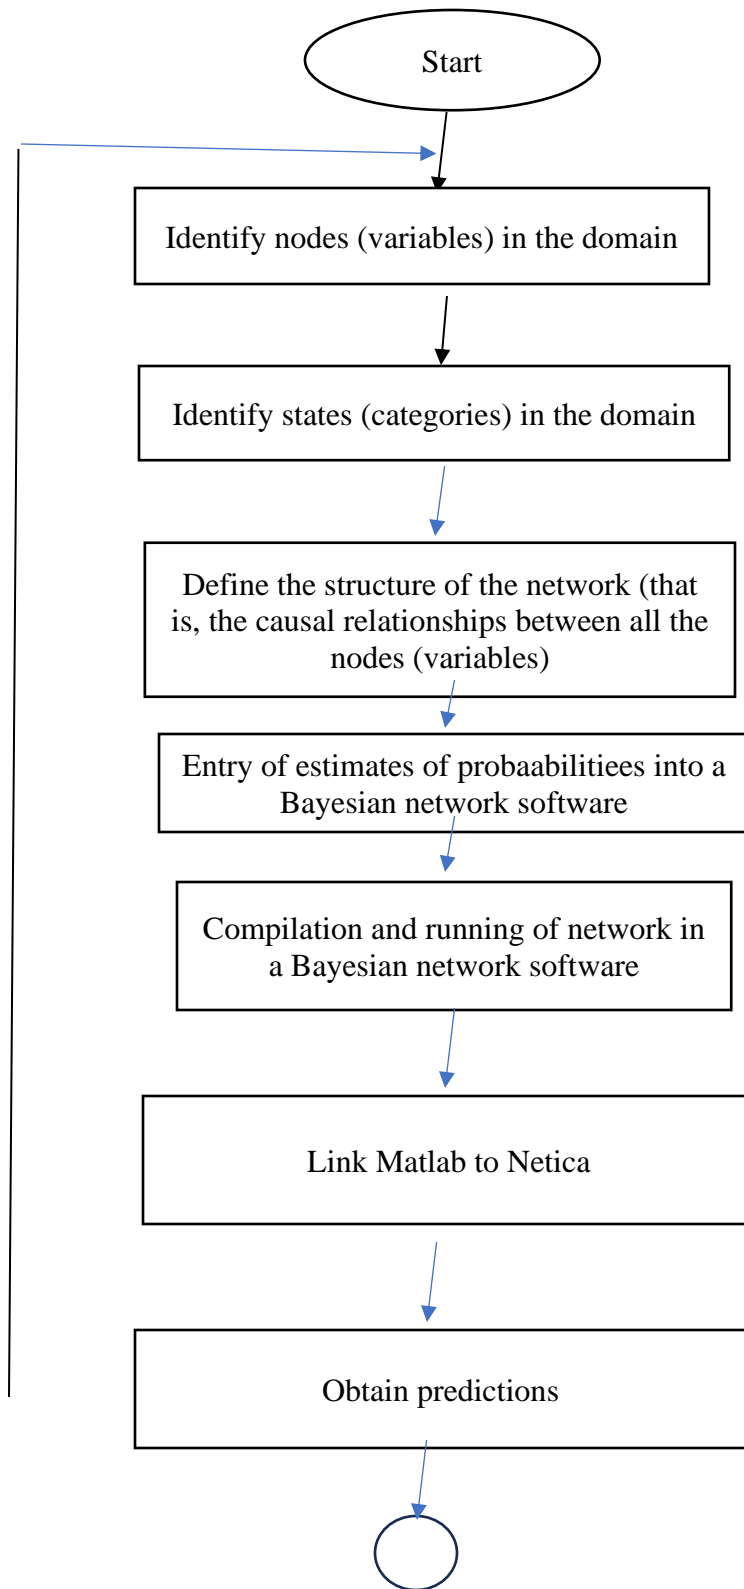 Start
Identify nodes (variables) in the domain
Identify states (categories) in the domain
Define the structure of the network (that
is, the causal relationships between all the
nodes (variables)
Entry of estimates of probaabilitiees into a
Bayesian network software
Compilation and running of network in
a Bayesian network software
Link Matlab to Netica
Obtain predictions